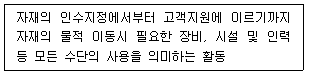 자재의 인수지정에서부터 고객지원에 이르기까지
자재의 물적 이동시 필요한 장비, 시설 및 인력
등 모든 수단의 사용을 의미하는 활동